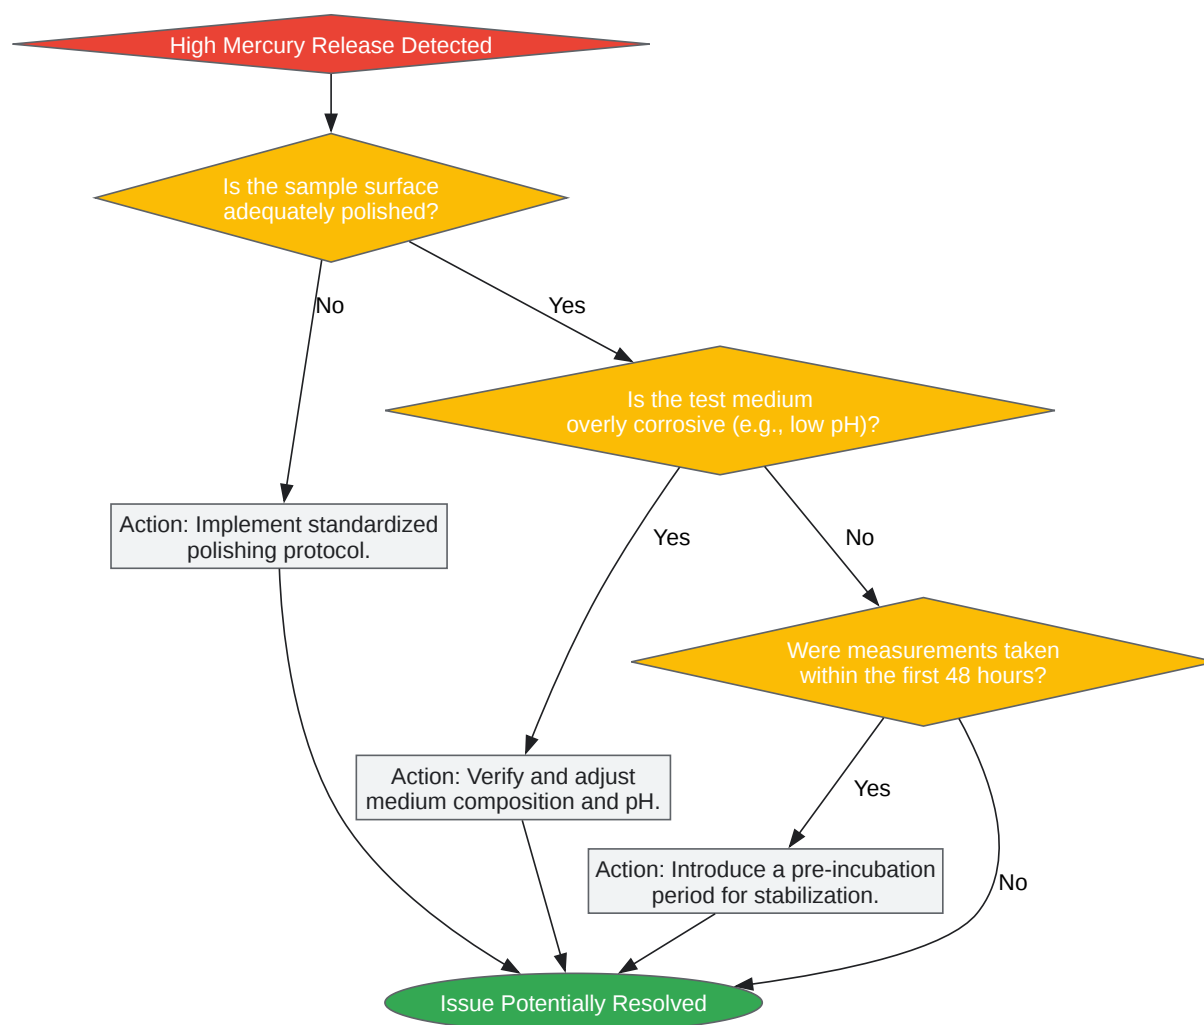 High Mercury Release Detected
Is the sample surface
adequately polished?
No
Yes
Is the test medium
overly corrosive (e.g., low pH)?
Action: Implement standardized
polishing protocol.
Yes
No
Were measurements taken
within the first 48 hours?
Action: Verify and adjust
medium composition and pH.
Yes
Action: Introduce a pre-incubation
period for stabilization.
No
Issue Potentially Resolved